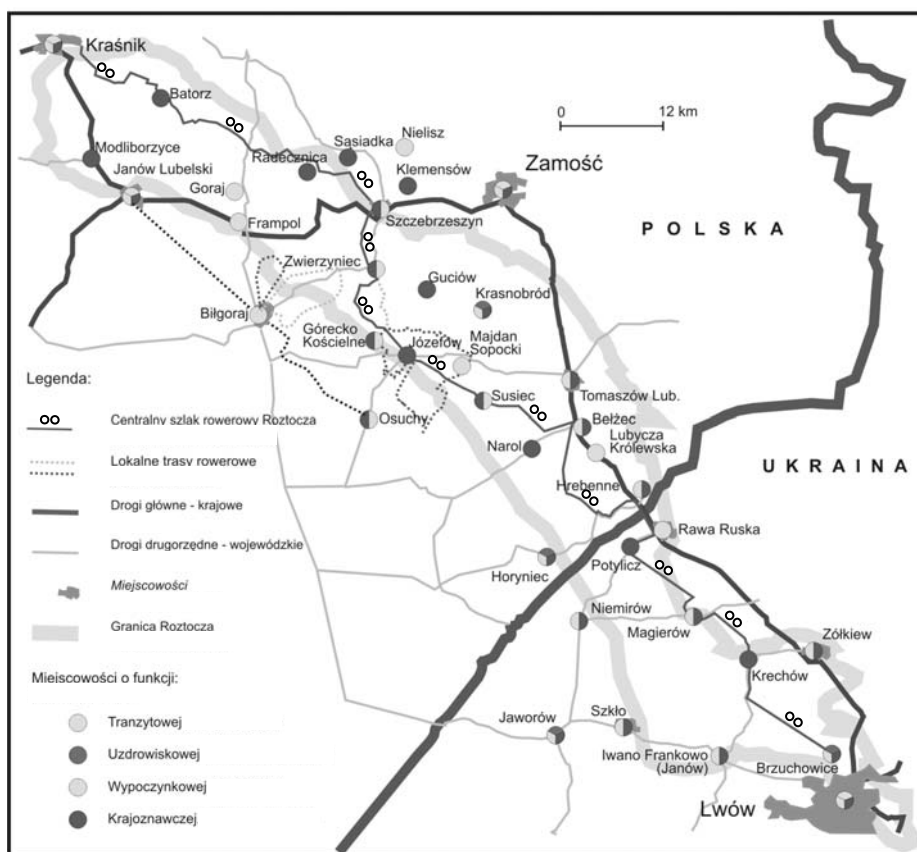 Kraśnik
Batorz
Sąsiadka
Nielisz
0 12 km
Modliborzyce
Radecznica
Klemensów
Zamość
Janów Lubelski
Goraj
Frampol
Szczebrzeszyn
POLSKA
Zwierzyniec
Guciów
Krasnobród
Biłgoraj
Górecko
Kościelne
Józefów
Majdan
Sopocki
Tomaszów Lub.
Susiec
Osuchy
Bełżec
Narol
Lubycza
Królewska
UKRAINA
Hrebenne
Rawa Ruska
Horyniec
Potylicz
Niemirów
Magierów
Żółkiew
Krechów
Jaworów
Szkło
Iwano Frankowo
(Janów)
Brzuchowice
Lwów
Legenda:
Centralny szlak rowerowy Roztocza
Lokalne trasy rowerowe
Drogi główne - krajowe
Drogi drugorzędne - wojewódzkie
Miejscowości
Granica Roztocza
Miejscowości o funkcji:
Tranzytowej
Uzdrowiskowej
Wypoczynkowej
Krajoznawczej